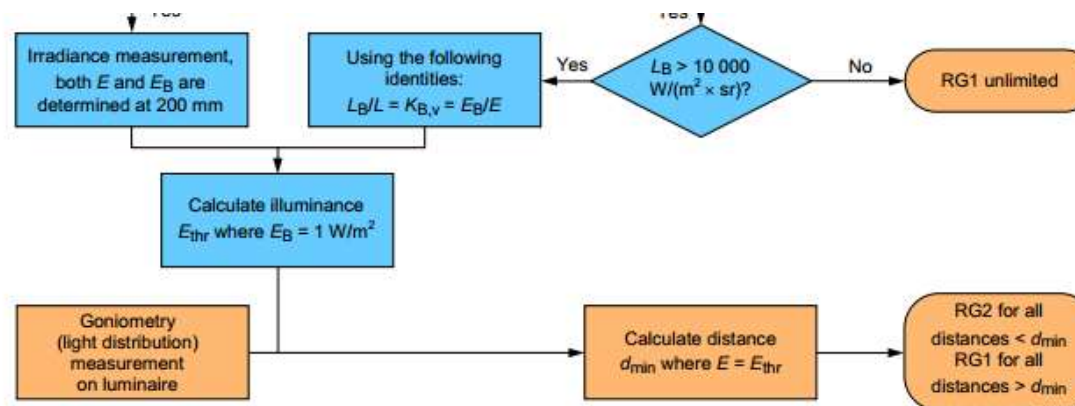 Yes
Yes
Irradiance measurement,
both E and EB are
determined at 200 mm
Using the following
identities:
LB/L = KB,v = EB/E
Yes
LB > 10 000
W/(m² × sr)?
No
RG1 unlimited
Calculate illuminance
Ethr where EB = 1 W/m²
Goniometry
(light distribution)
measurement
on luminaire
Calculate distance
dmin where E = Ethr
RG2 for all
distances < dmin
RG1 for all
distances > dmin